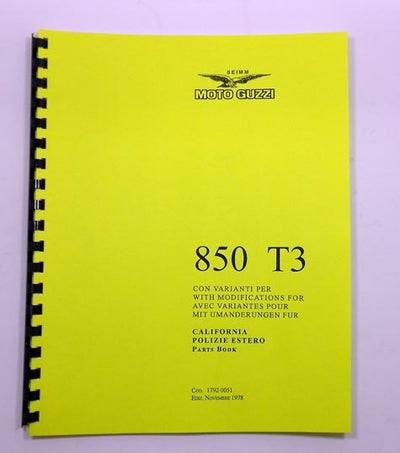 SEIMM
MOTO GUZZI
850 T3
CON VARIANTI PER
WITH MODIFICATIONS FOR
AVEC VARIANTES POUR
MIT UMANDERUNGEN FUR
CALIFORNIA
POLIZIE ESTERO
PARTS BOOK
COD. 1792 0051
EDIZ. NOVEMBRE 1978